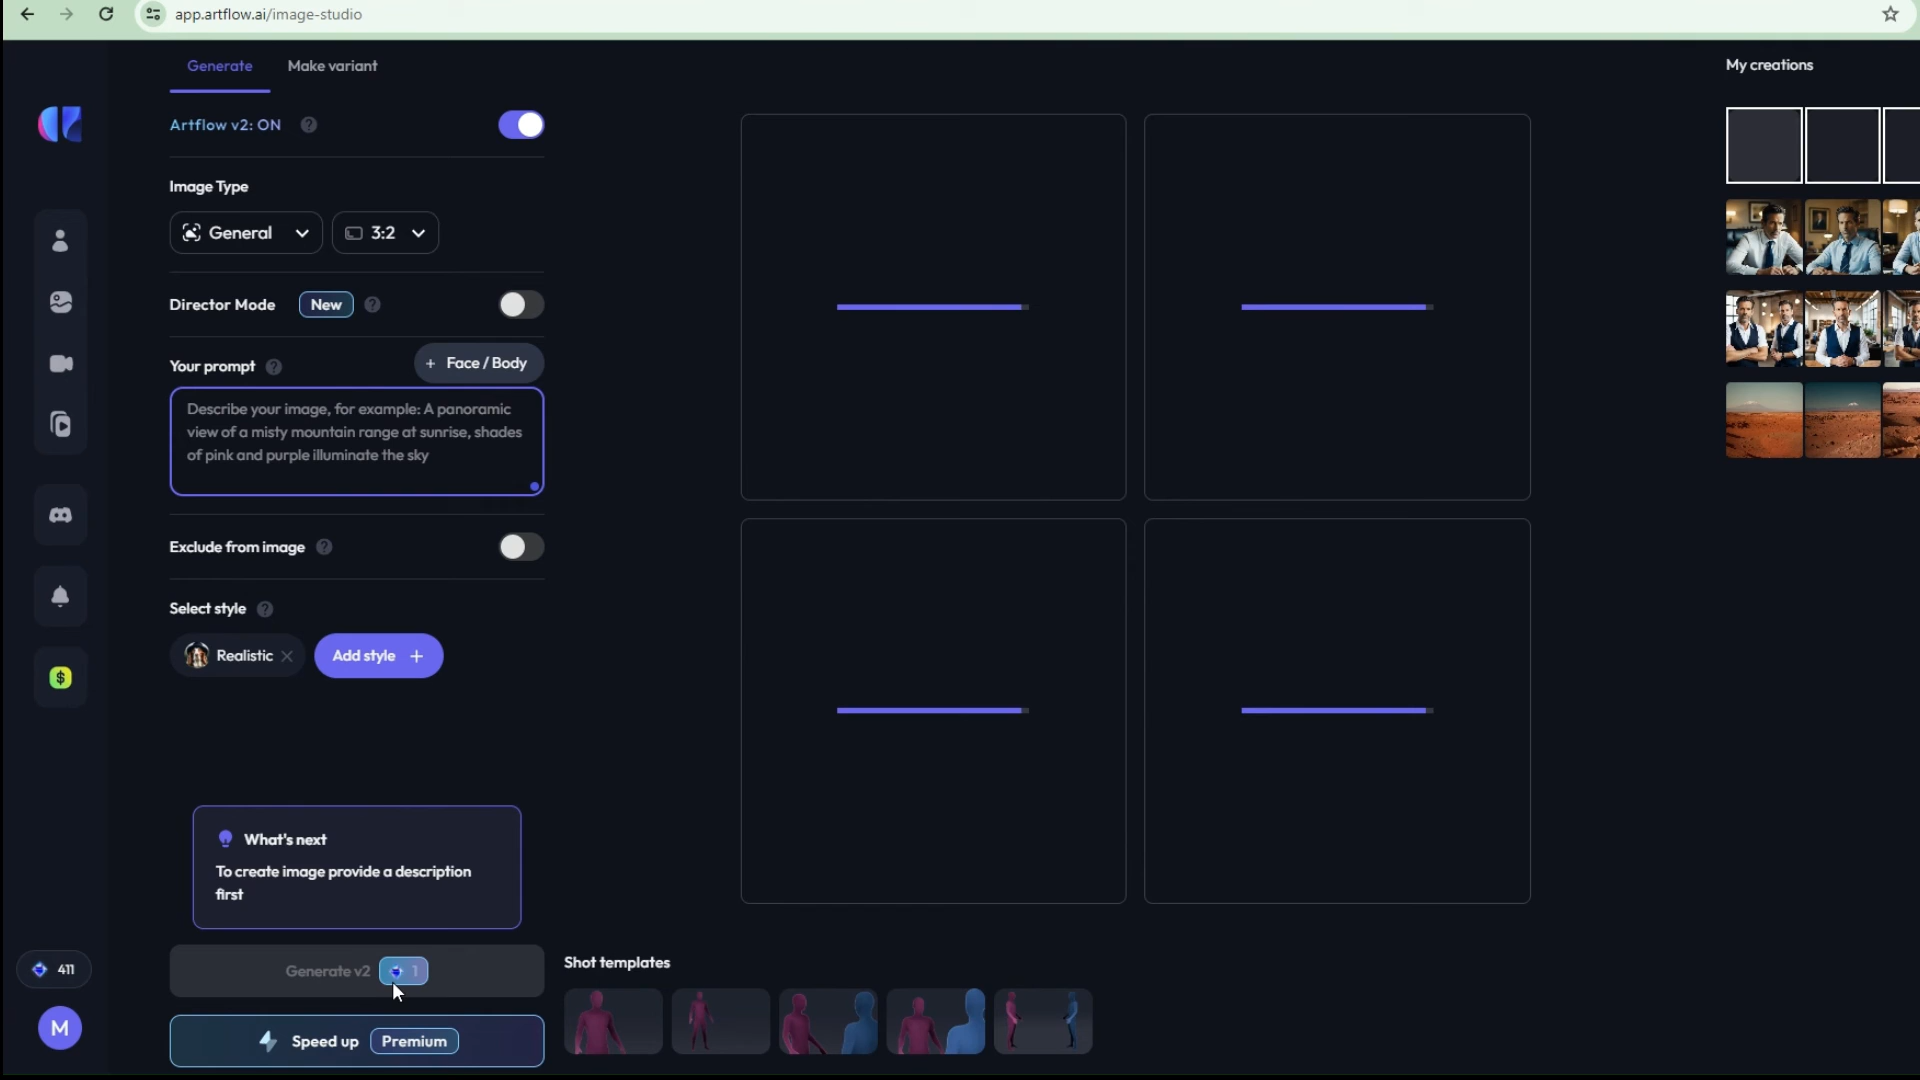 app.artflow.ai/image-studio
Generate
Make variant
My creations
Artflow v2: ON
?
Image Type
General
3:2
Director Mode
New
?
Your prompt
?
+ Face / Body
Describe your image, for example: A panoramic
view of a misty mountain range at sunrise, shades
of pink and purple illuminate the sky
Exclude from image
?
Select style
?
Realistic
Add style +
$
What's next
To create image provide a description
first
411
Generate v2
1
Shot templates
M
Speed up
Premium